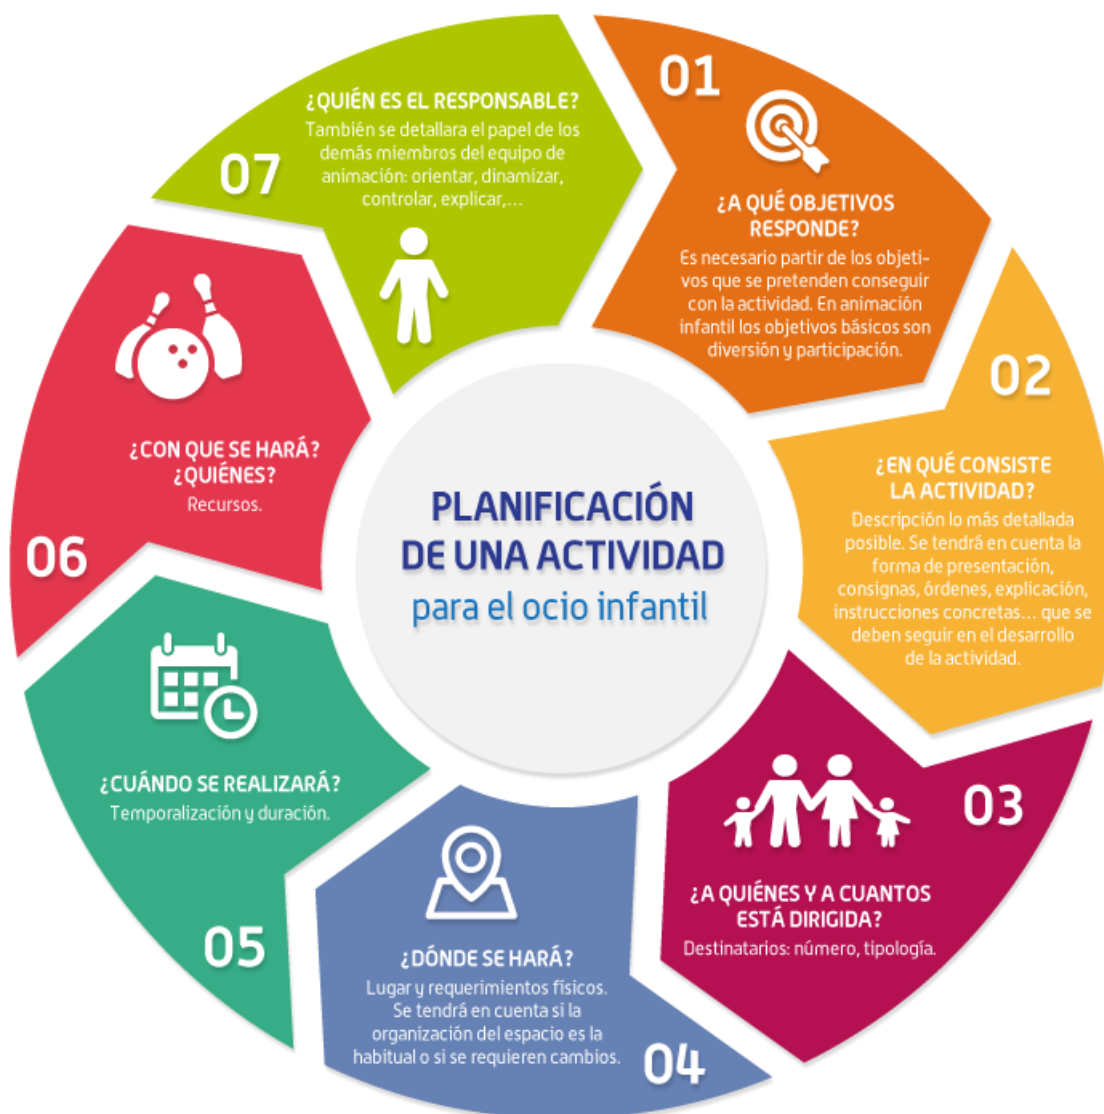 PLANIFICACIÓN
DE UNA ACTIVIDAD
para el ocio infantil
01
¿A QUÉ OBJETIVOS
RESPONDE?
Es necesario partir de los objeti-
vos que se pretenden conseguir
con la actividad. En animación
infantil los objetivos básicos son
diversión y participación.
02
¿EN QUÉ CONSISTE
LA ACTIVIDAD?
Descripción lo más detallada
posible. Se tendrá en cuenta la
forma de presentación,
consignas, órdenes, explicación,
instrucciones concretas... que se
deben seguir en el desarrollo
de la actividad.
03
¿A QUIÉNES Y A CUANTOS
ESTÁ DIRIGIDA?
Destinatarios: número, tipología.
04
¿DÓNDE SE HARÁ?
Lugar y requerimientos físicos.
Se tendrá en cuenta si la
organización del espacio es la
habitual o si se requieren cambios.
05
¿CUÁNDO SE REALIZARÁ?
Temporalización y duración.
06
¿CON QUE SE HARÁ?
¿QUIÉNES?
Recursos.
07
¿QUIÉN ES EL RESPONSABLE?
También se detallara el papel de los
demás miembros del equipo de
animación: orientar, dinamizar,
controlar, explicar,...